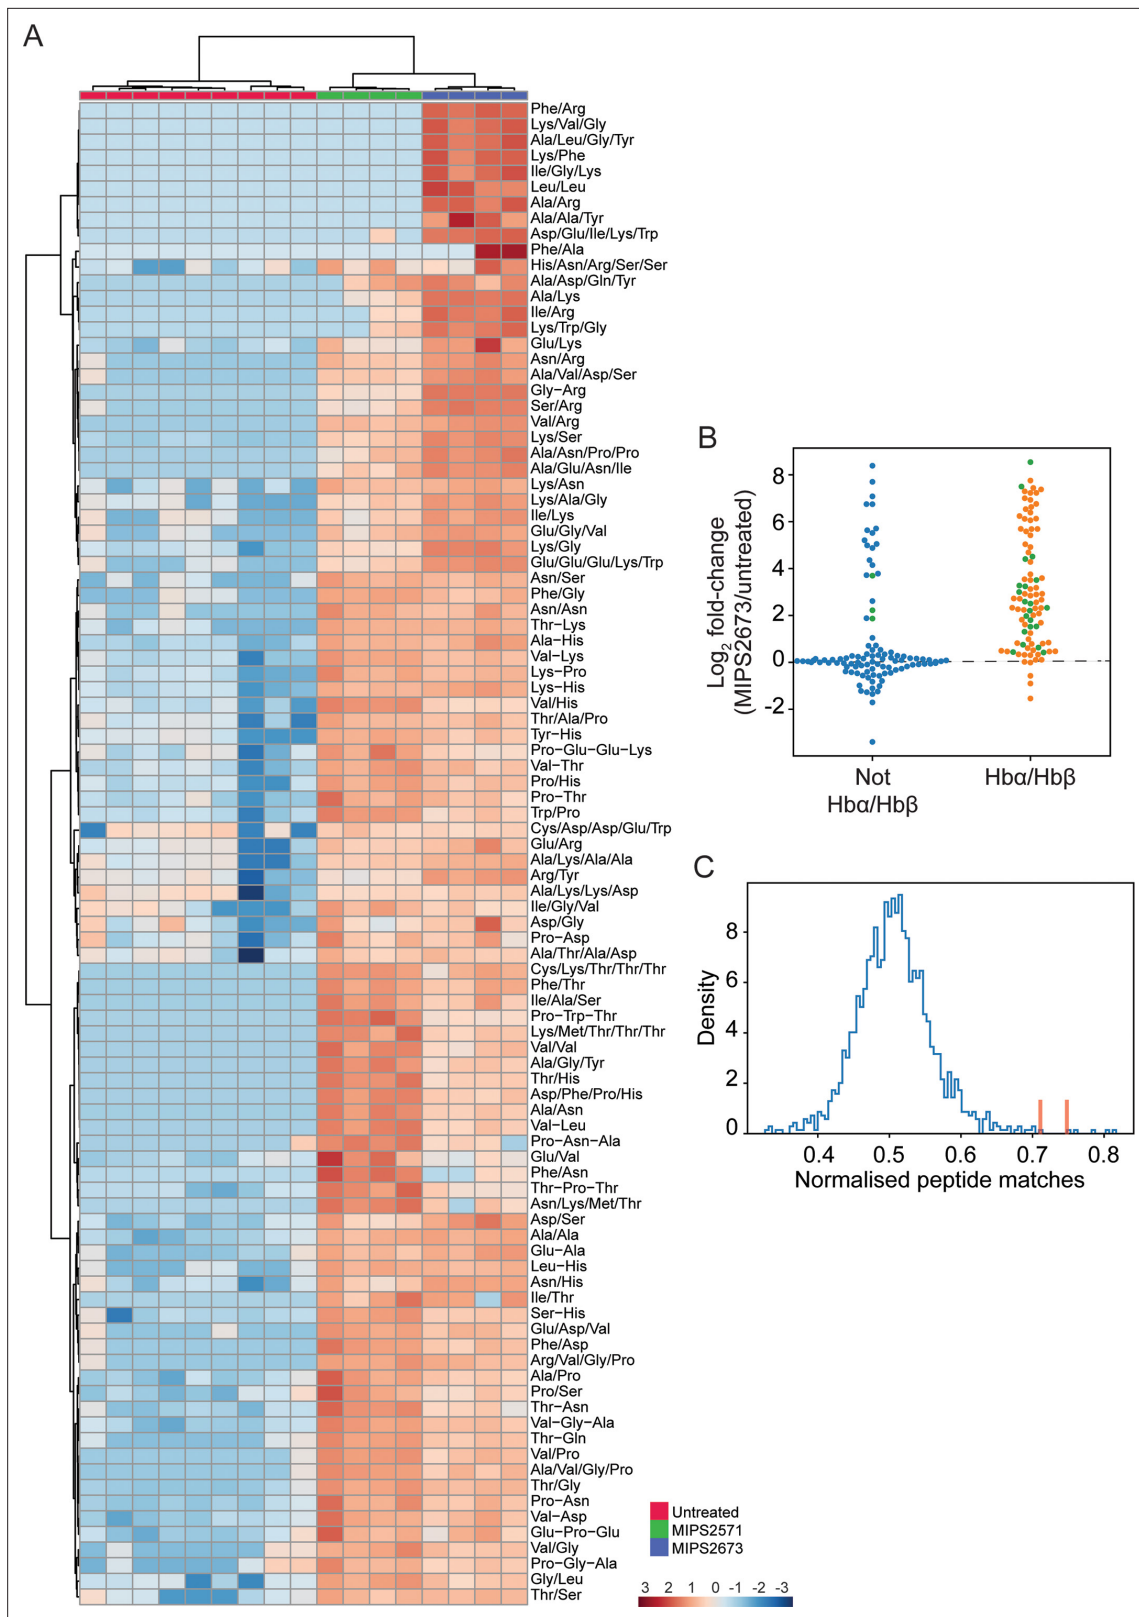 A
Phe/Arg
Lys/Val/Gly
Ala/Leu/Gly/Tyr
Lys/Phe
Ile/Gly/Lys
Leu/Leu
Ala/Arg
Ala/Ala/Tyr
Asp/Glu/Ile/Lys/Trp
Phe/Ala
His/Asn/Arg/Ser/Ser
Ala/Asp/Gln/Tyr
Ala/Lys
Ile/Arg
Lys/Trp/Gly
Glu/Lys
Asn/Arg
Ala/Val/Asp/Ser
Gly−Arg
Ser/Arg
Val/Arg
Lys/Ser
Ala/Asn/Pro/Pro
Ala/Glu/Asn/Ile
Lys/Asn
Lys/Ala/Gly
Ile/Lys
Glu/Gly/Val
Lys/Gly
Glu/Glu/Glu/Lys/Trp
Asn/Ser
Phe/Gly
Asn/Asn
Thr−Lys
Ala−His
Val−Lys
Lys−Pro
Lys−His
Val/His
Thr/Ala/Pro
Tyr−His
Pro−Glu−Glu−Lys
Val−Thr
Pro/His
Pro−Thr
Trp/Pro
Cys/Asp/Asp/Glu/Trp
Glu/Arg
Ala/Lys/Ala/Ala
Arg/Tyr
Ala/Lys/Lys/Asp
Ile/Gly/Val
Asp/Gly
Pro−Asp
Ala/Thr/Ala/Asp
Cys/Lys/Thr/Thr/Thr
Phe/Thr
Ile/Ala/Ser
Pro−Trp−Thr
Lys/Met/Thr/Thr/Thr
Val/Val
Ala/Gly/Tyr
Thr/His
Asp/Phe/Pro/His
Ala/Asn
Val−Leu
Pro−Asn−Ala
Glu/Val
Phe/Asn
Thr−Pro−Thr
Asn/Lys/Met/Thr
Asp/Ser
Ala/Ala
Glu−Ala
Leu−His
Asn/His
Ile/Thr
Ser−His
Glu/Asp/Val
Phe/Asp
Arg/Val/Gly/Pro
Ala/Pro
Pro/Ser
Thr−Asn
Val−Gly−Ala
Thr−Gln
Val/Pro
Ala/Val/Gly/Pro
Thr/Gly
Pro−Asn
Val−Asp
Glu−Pro−Glu
Val/Gly
Pro−Gly−Ala
Gly/Leu
Thr/Ser
Untreated
MIPS2571
MIPS2673
3 2 1 0 -1 -2 -3
B
Log2 fold-change
(MIPS2673/untreated)
8
6
4
2
0
-2
Not
Hbα/Hbβ
Hbα/Hbβ
C
Density
8
6
4
2
0
0.4 0.5 0.6 0.7 0.8
Normalised peptide matches